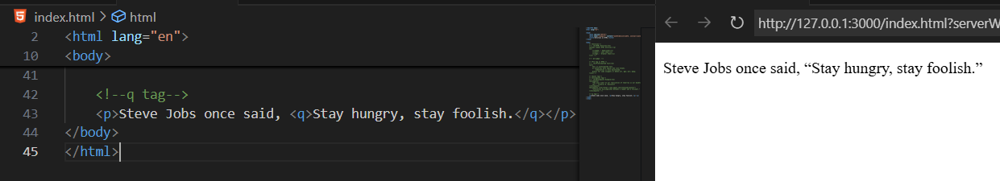 index.html > html
2 <html lang="en">
10 <body>
41
42 <!--q tag-->
43 <p>Steve Jobs once said, <q>Stay hungry, stay foolish.</q></p>
44 </body>
45 </html>
http://127.0.0.1:3000/index.html?serverW
Steve Jobs once said, “Stay hungry, stay foolish.”